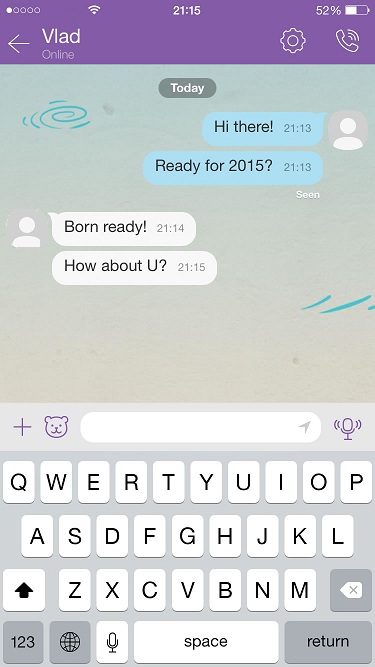 21:15
52%
Vlad
Online
Today
Hi there! 21:13
Ready for 2015? 21:13
Seen
Born ready! 21:14
How about U? 21:15
Q W E R T Y U I O P
A S D F G H J K L
Z X C V B N M
123 space return